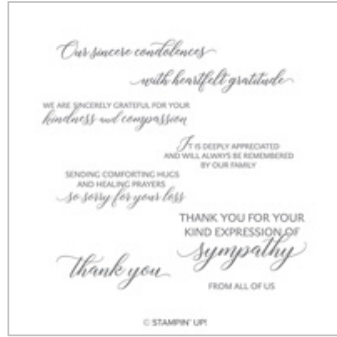 Our sincere condolences
with heartfelt gratitude
WE ARE SINCERELY GRATEFUL FOR YOUR
kindness and compassion
IT IS DEEPLY APPRECIATED
AND WILL ALWAYS BE REMEMBERED
BY OUR FAMILY
SENDING COMFORTING HUGS
AND HEALING PRAYERS
so sorry for your loss
THANK YOU FOR YOUR
KIND EXPRESSION OF
sympathy
thank you
FROM ALL OF US
© STAMPIN' UP!